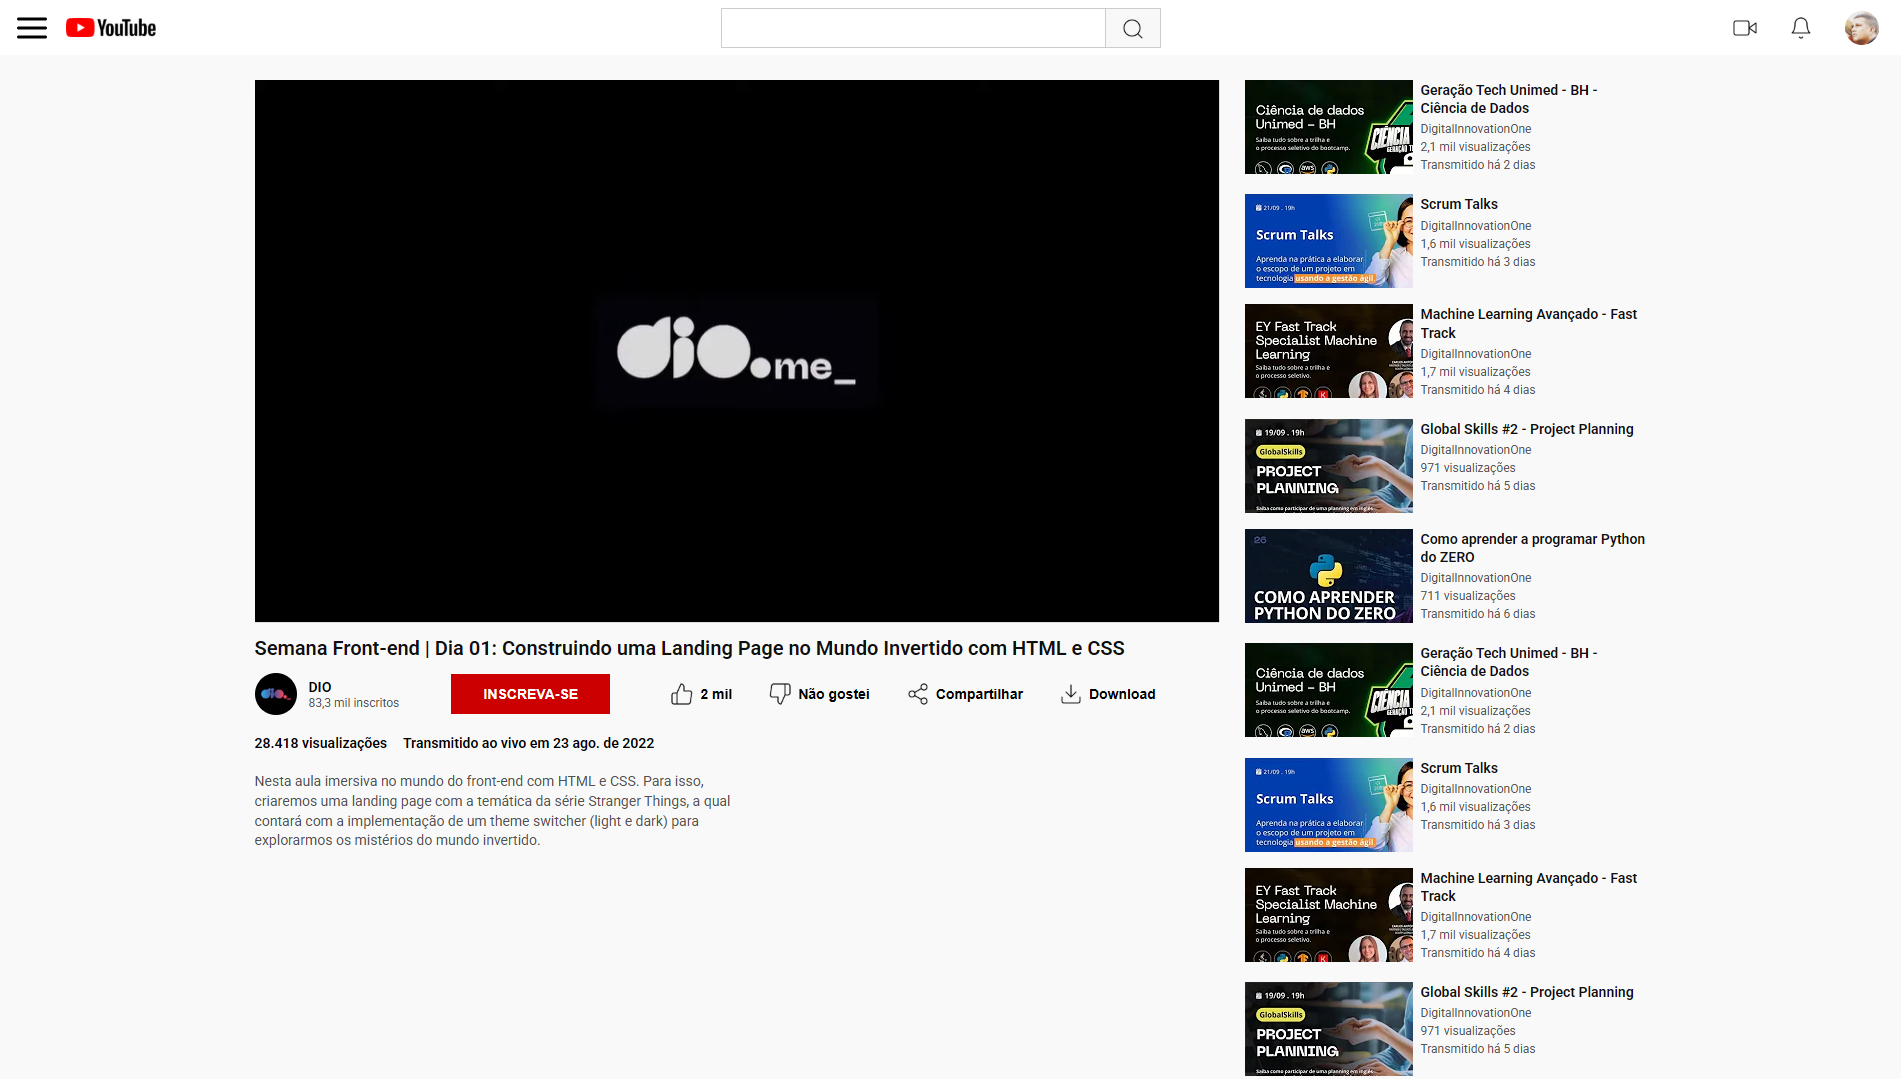 YouTube
dio.me_
Semana Front-end | Dia 01: Construindo uma Landing Page no Mundo Invertido com HTML e CSS
DIO
83,3 mil inscritos
INSCREVA-SE
2 mil
Não gostei
Compartilhar
Download
28.418 visualizações Transmitido ao vivo em 23 ago. de 2022
Nesta aula imersiva no mundo do front-end com HTML e CSS. Para isso,
criaremos uma landing page com a temática da série Stranger Things, a qual
contará com a implementação de um theme switcher (light e dark) para
explorarmos os mistérios do mundo invertido.
Ciência de dados
Unimed - BH
Saiba tudo sobre a trilha e
o processo seletivo do bootcamp.
CIÊNCIA
aws
Geração Tech Unimed - BH -
Ciência de Dados
DigitalInnovationOne
2,1 mil visualizações
Transmitido há 2 dias
21/09 . 19h
Scrum Talks
Aprenda na prática a elaborar
o escopo de um projeto em
tecnologia usando a gestão ágil.
Scrum Talks
DigitalInnovationOne
1,6 mil visualizações
Transmitido há 3 dias
EY Fast Track
Specialist Machine
Learning
Saiba tudo sobre a trilha e
o processo seletivo.
Machine Learning Avançado - Fast
Track
DigitalInnovationOne
1,7 mil visualizações
Transmitido há 4 dias
19/09 . 19h
GlobalSkills
PROJECT
PLANNING
Saiba como participar de uma planning em inglês
Global Skills #2 - Project Planning
DigitalInnovationOne
971 visualizações
Transmitido há 5 dias
26
COMO APRENDER
PYTHON DO ZERO
Como aprender a programar Python
do ZERO
DigitalInnovationOne
711 visualizações
Transmitido há 6 dias
Ciência de dados
Unimed - BH
Saiba tudo sobre a trilha e
o processo seletivo do bootcamp.
CIÊNCIA
aws
Geração Tech Unimed - BH -
Ciência de Dados
DigitalInnovationOne
2,1 mil visualizações
Transmitido há 2 dias
21/09 . 19h
Scrum Talks
Aprenda na prática a elaborar
o escopo de um projeto em
tecnologia usando a gestão ágil.
Scrum Talks
DigitalInnovationOne
1,6 mil visualizações
Transmitido há 3 dias
EY Fast Track
Specialist Machine
Learning
Saiba tudo sobre a trilha e
o processo seletivo.
Machine Learning Avançado - Fast
Track
DigitalInnovationOne
1,7 mil visualizações
Transmitido há 4 dias
19/09 . 19h
GlobalSkills
PROJECT
PLANNING
Saiba como participar de uma planning em inglês
Global Skills #2 - Project Planning
DigitalInnovationOne
971 visualizações
Transmitido há 5 dias